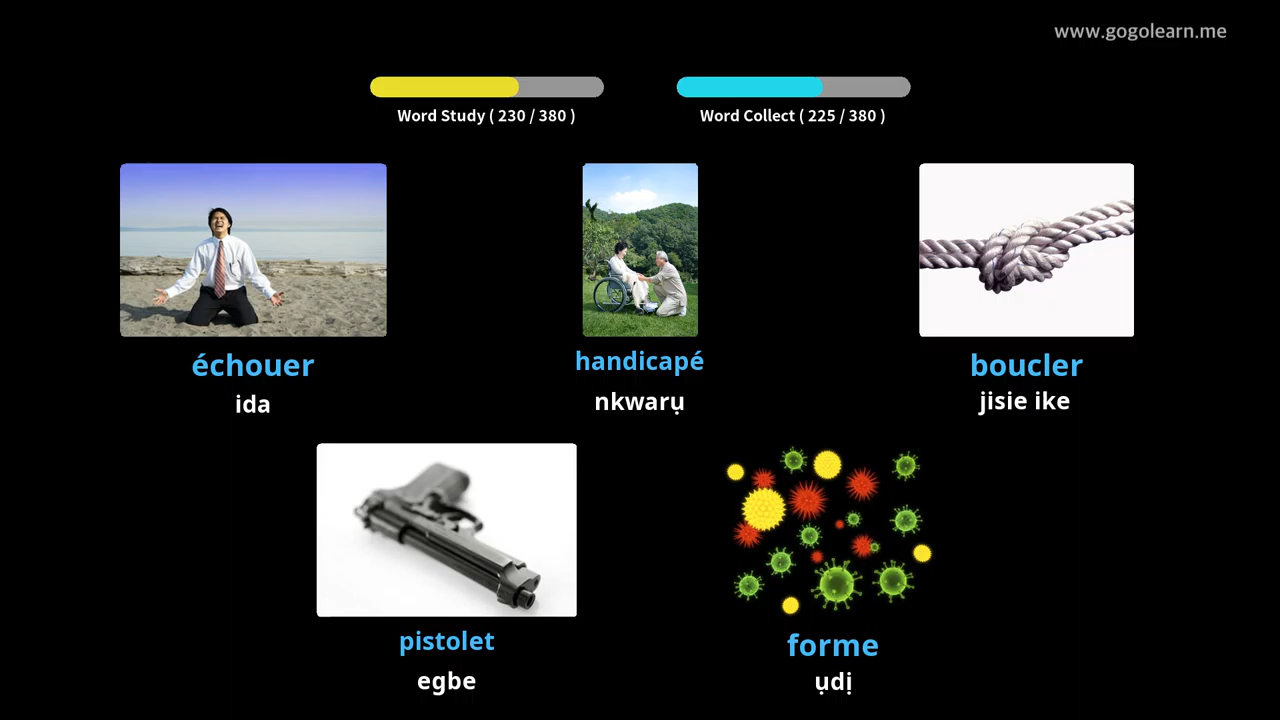 www.gogolearn.me
Word Study ( 230 / 380 )
Word Collect ( 225 / 380 )
échouer
ida
handicapé
nkwarụ
boucler
jisie ike
pistolet
egbe
forme
ụdị